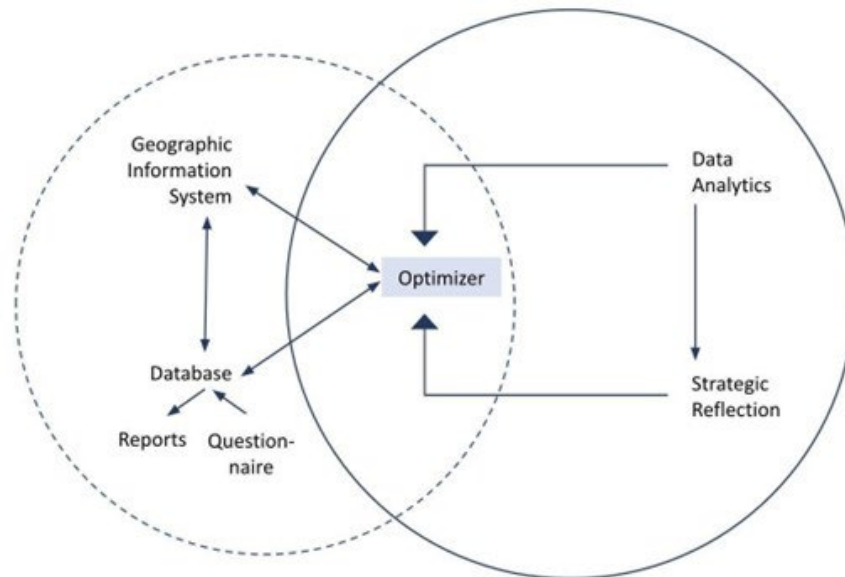 Geographic
Information
System
Data
Analytics
Optimizer
Database
Strategic
Reflection
Reports
Question-
naire